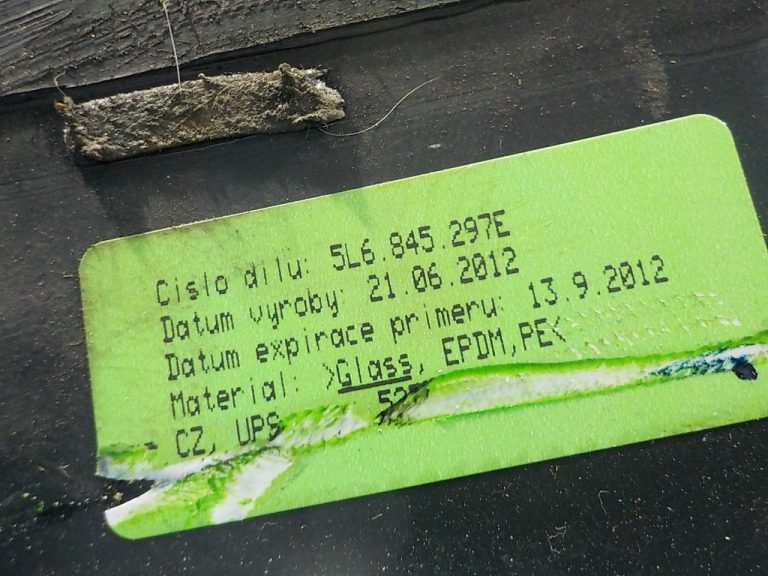 Cislo dilu: 5L6.845.297E
Datum vyroby: 21.06.2012
Datum expirace primeru: 13.9.2012
Material: >Glass, EPDM,PE<
CZ, UPS